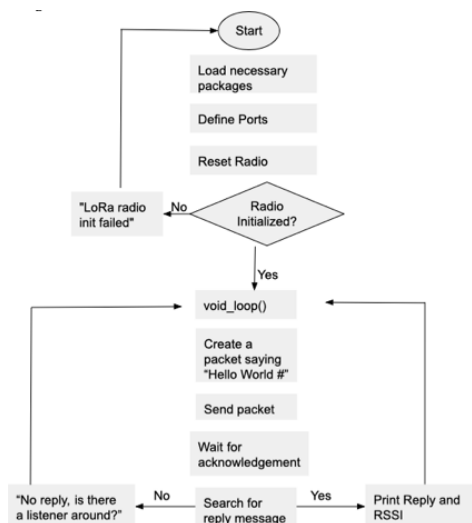 Start
Load necessary
packages
Define Ports
Reset Radio
"LoRa radio
init failed"
No
Radio
Initialized?
Yes
void_loop()
Create a
packet saying
“Hello World #”
Send packet
Wait for
acknowledgement
“No reply, is there
a listener around?”
No
Search for
reply message
Yes
Print Reply and
RSSI